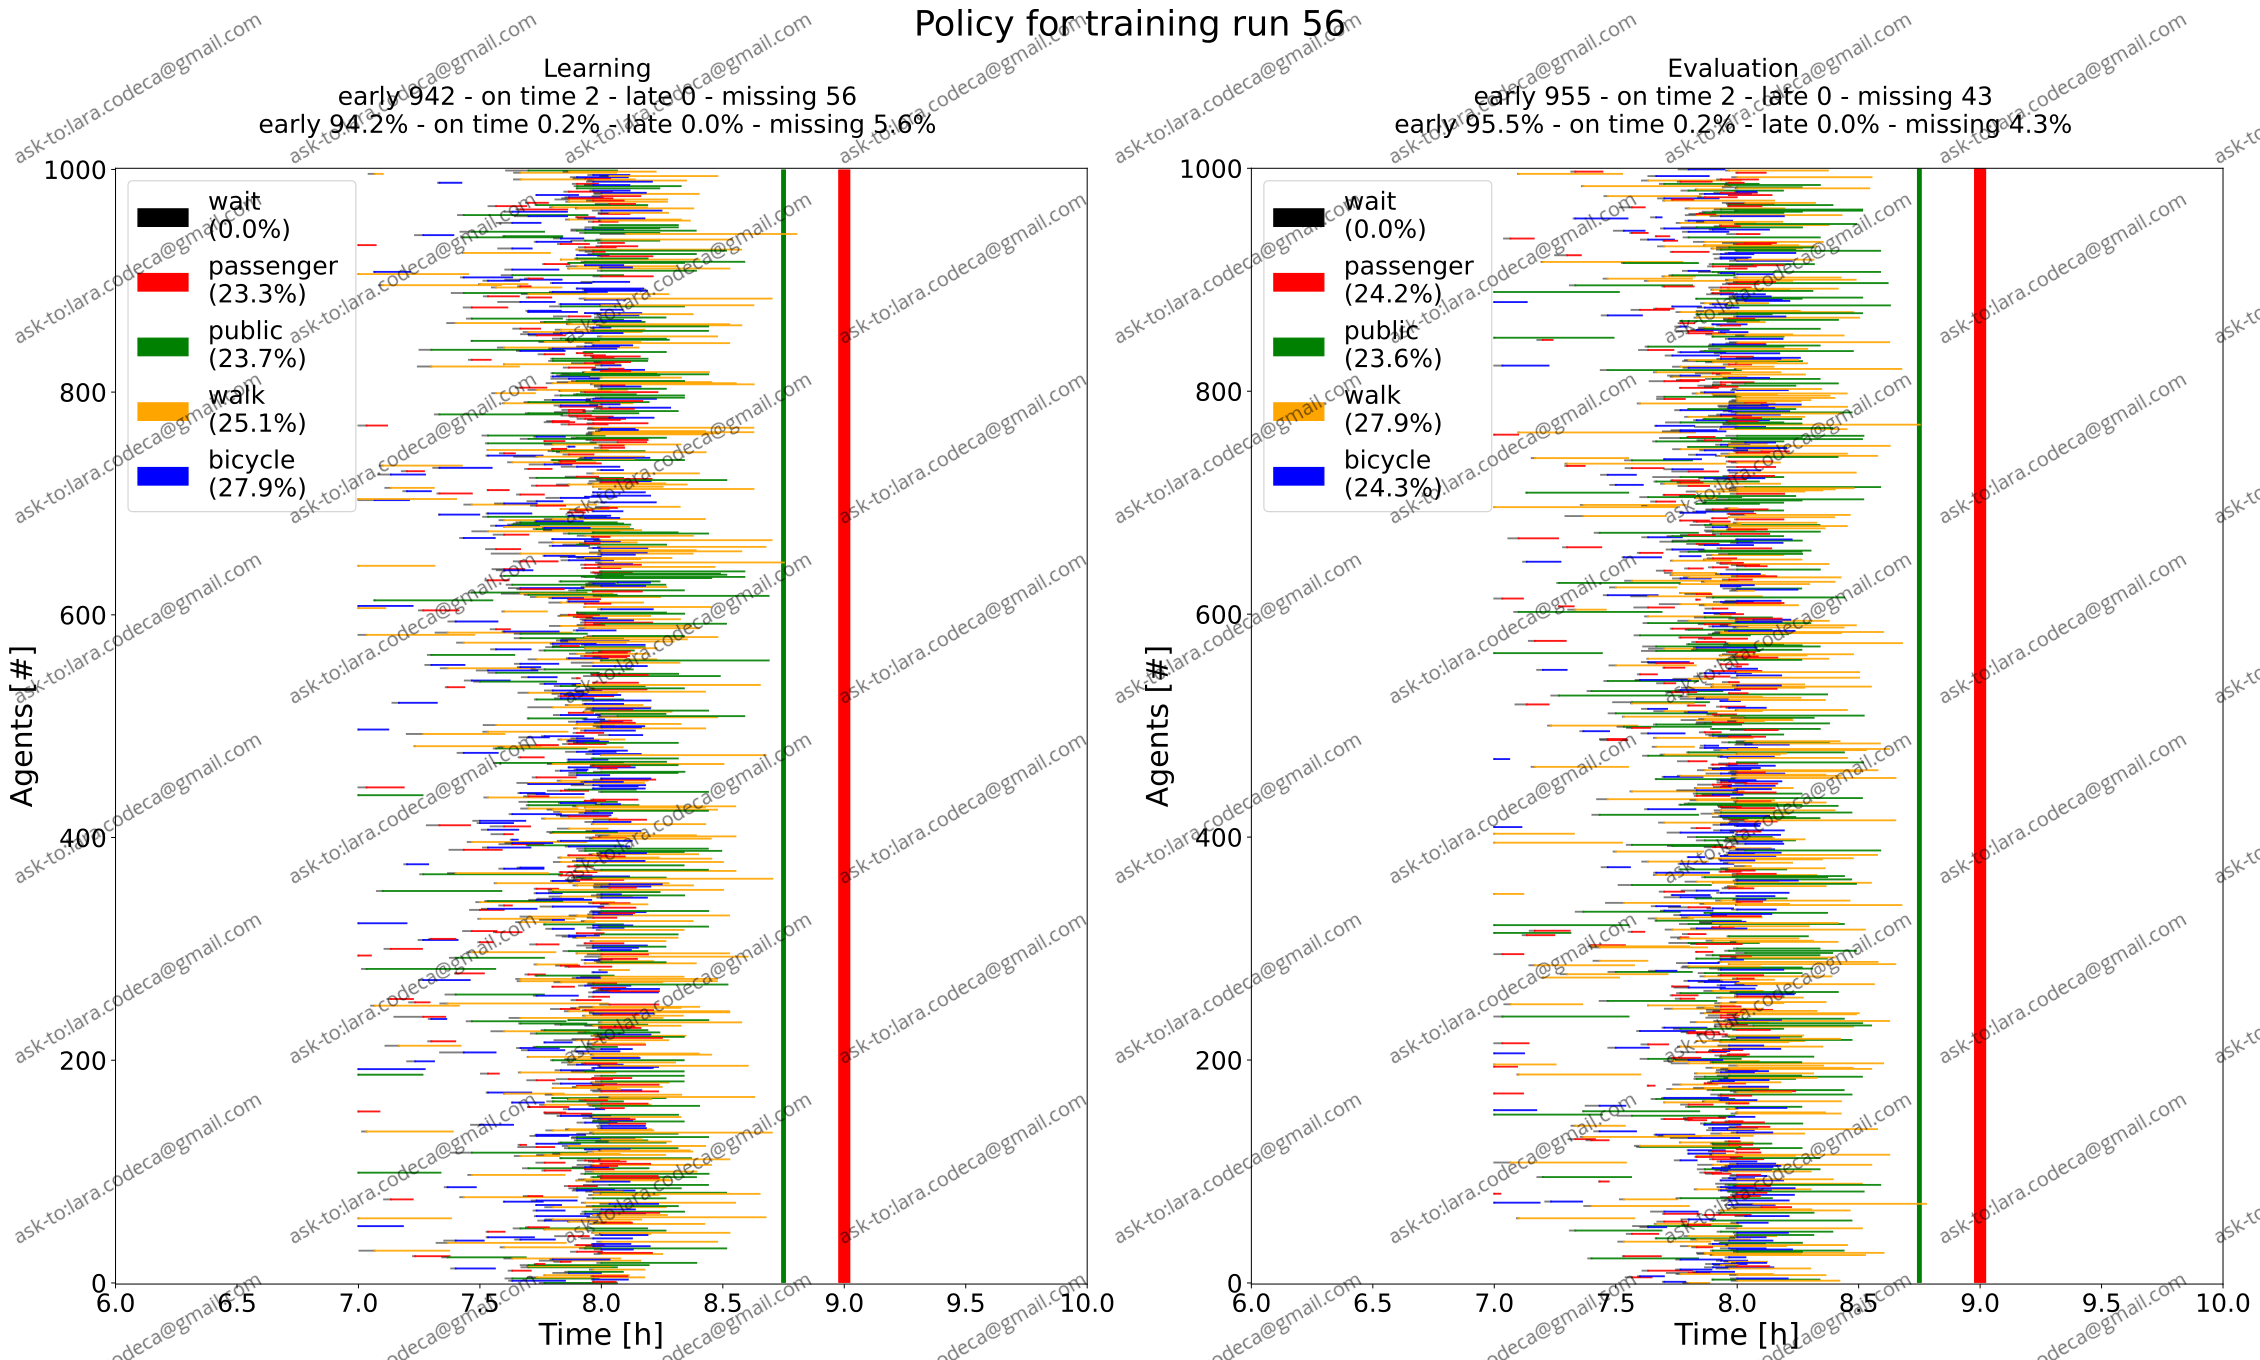 Policy for training run 56
Learning
early 942 - on time 2 - late 0 - missing 56
early 94.2% - on time 0.2% - late 0.0% - missing 5.6%
1000
800
600
400
200
0
6.0 6.5 7.0 7.5 8.0 8.5 9.0 9.5 10.0
Time [h]
Agents [#]
wait
(0.0%)
passenger
(23.3%)
public
(23.7%)
walk
(25.1%)
bicycle
(27.9%)
Evaluation
early 955 - on time 2 - late 0 - missing 43
early 95.5% - on time 0.2% - late 0.0% - missing 4.3%
1000
800
600
400
200
0
6.0 6.5 7.0 7.5 8.0 8.5 9.0 9.5 10.0
Time [h]
Agents [#]
wait
(0.0%)
passenger
(24.2%)
public
(23.6%)
walk
(27.9%)
bicycle
(24.3%)
ask-to:lara.codeca@gmail.com